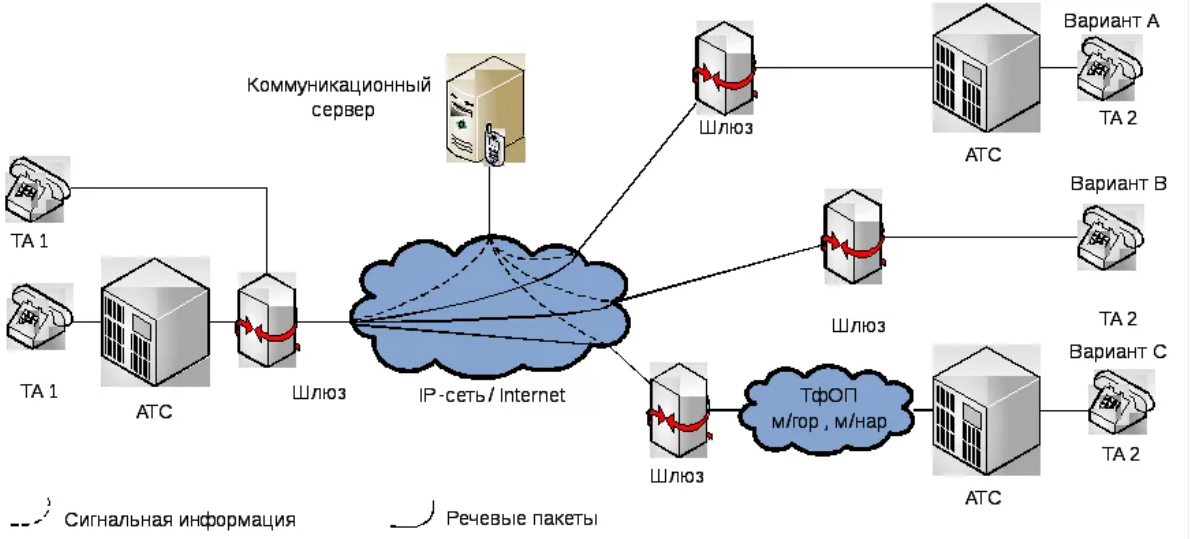 Вариант А
Коммуникационный
сервер
Шлюз
ТА 2
АТС
Вариант В
ТА 1
Шлюз
ТА 2
ТА 1
АТС
Шлюз
IP -сеть / Internet
Вариант С
ТфОП
м/гор , м/нар
Шлюз
ТА 2
АТС
Сигнальная информация
Речевые пакеты